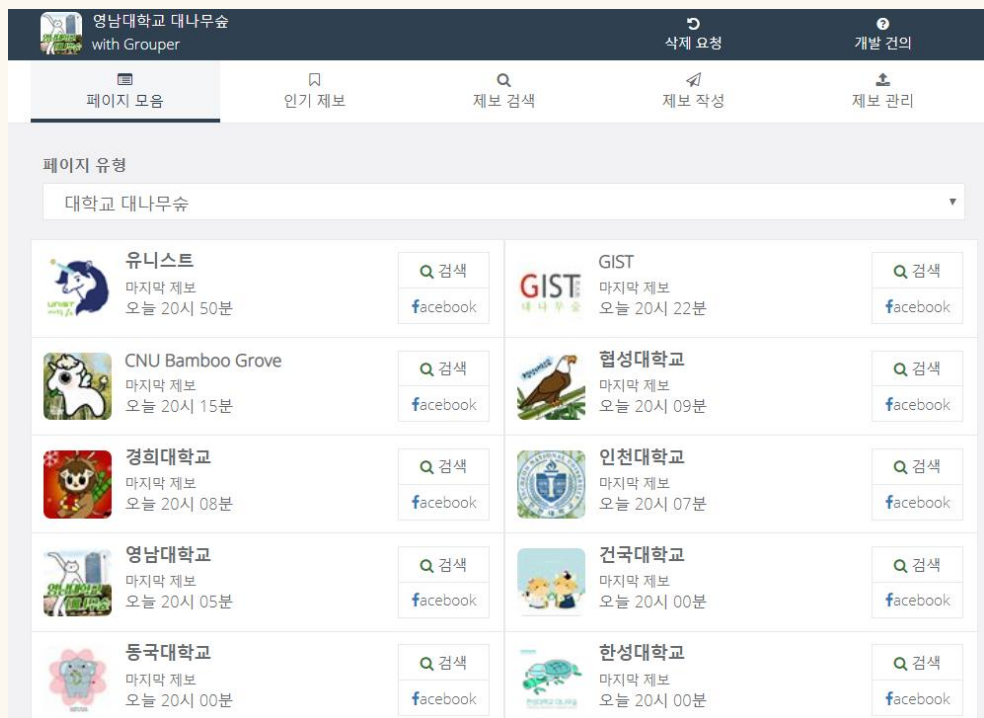 영남대학교 대나무숲
with Grouper
삭제 요청
개발 건의
페이지 모음
인기 제보
제보 검색
제보 작성
제보 관리
페이지 유형
대학교 대나무숲
유니스트
마지막 제보
오늘 20시 50분
검색
facebook
GIST
대나무숲
GIST
마지막 제보
오늘 20시 22분
검색
facebook
CNU Bamboo Grove
마지막 제보
오늘 20시 15분
검색
facebook
협성대학교
마지막 제보
오늘 20시 09분
검색
facebook
경희대학교
마지막 제보
오늘 20시 08분
검색
facebook
인천대학교
마지막 제보
오늘 20시 07분
검색
facebook
영남대학교
마지막 제보
오늘 20시 05분
검색
facebook
건국대학교
마지막 제보
오늘 20시 00분
검색
facebook
동국대학교
마지막 제보
오늘 20시 00분
검색
facebook
한성대학교
마지막 제보
오늘 20시 00분
검색
facebook